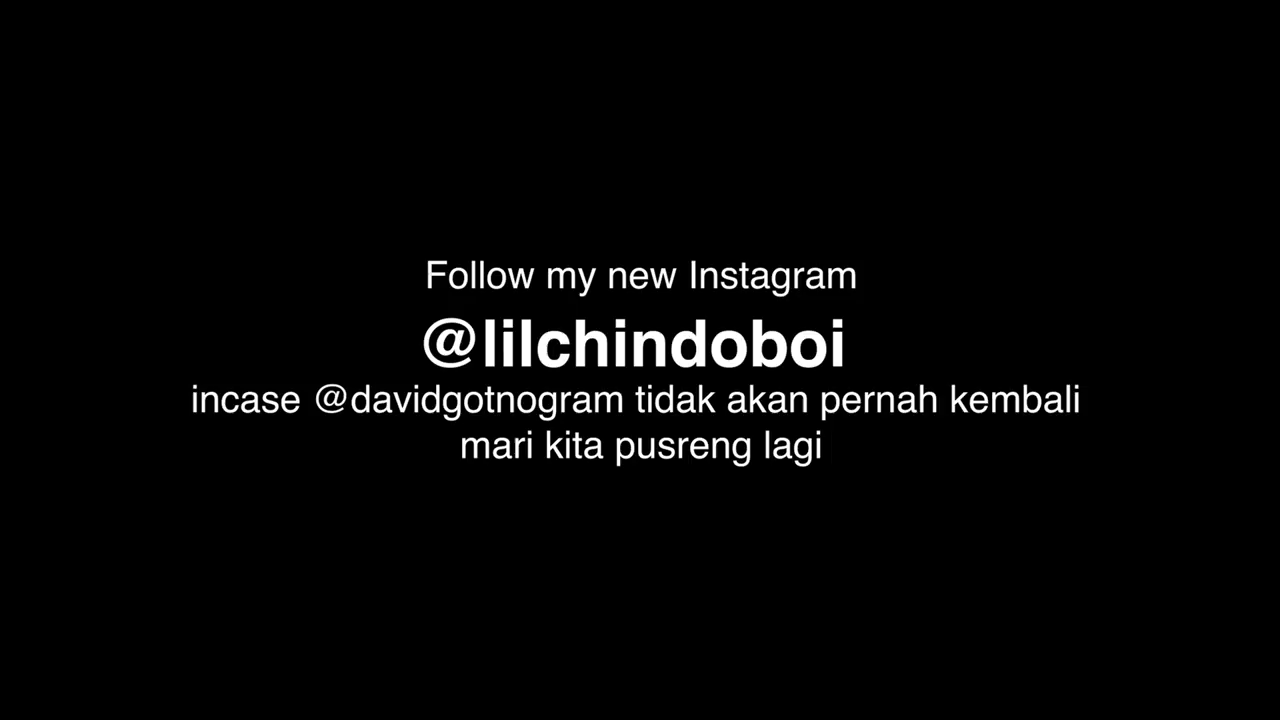 Follow my new Instagram
@lilchindoboi
incase @davidgotnogram tidak akan pernah kembali
mari kita pusreng lagi